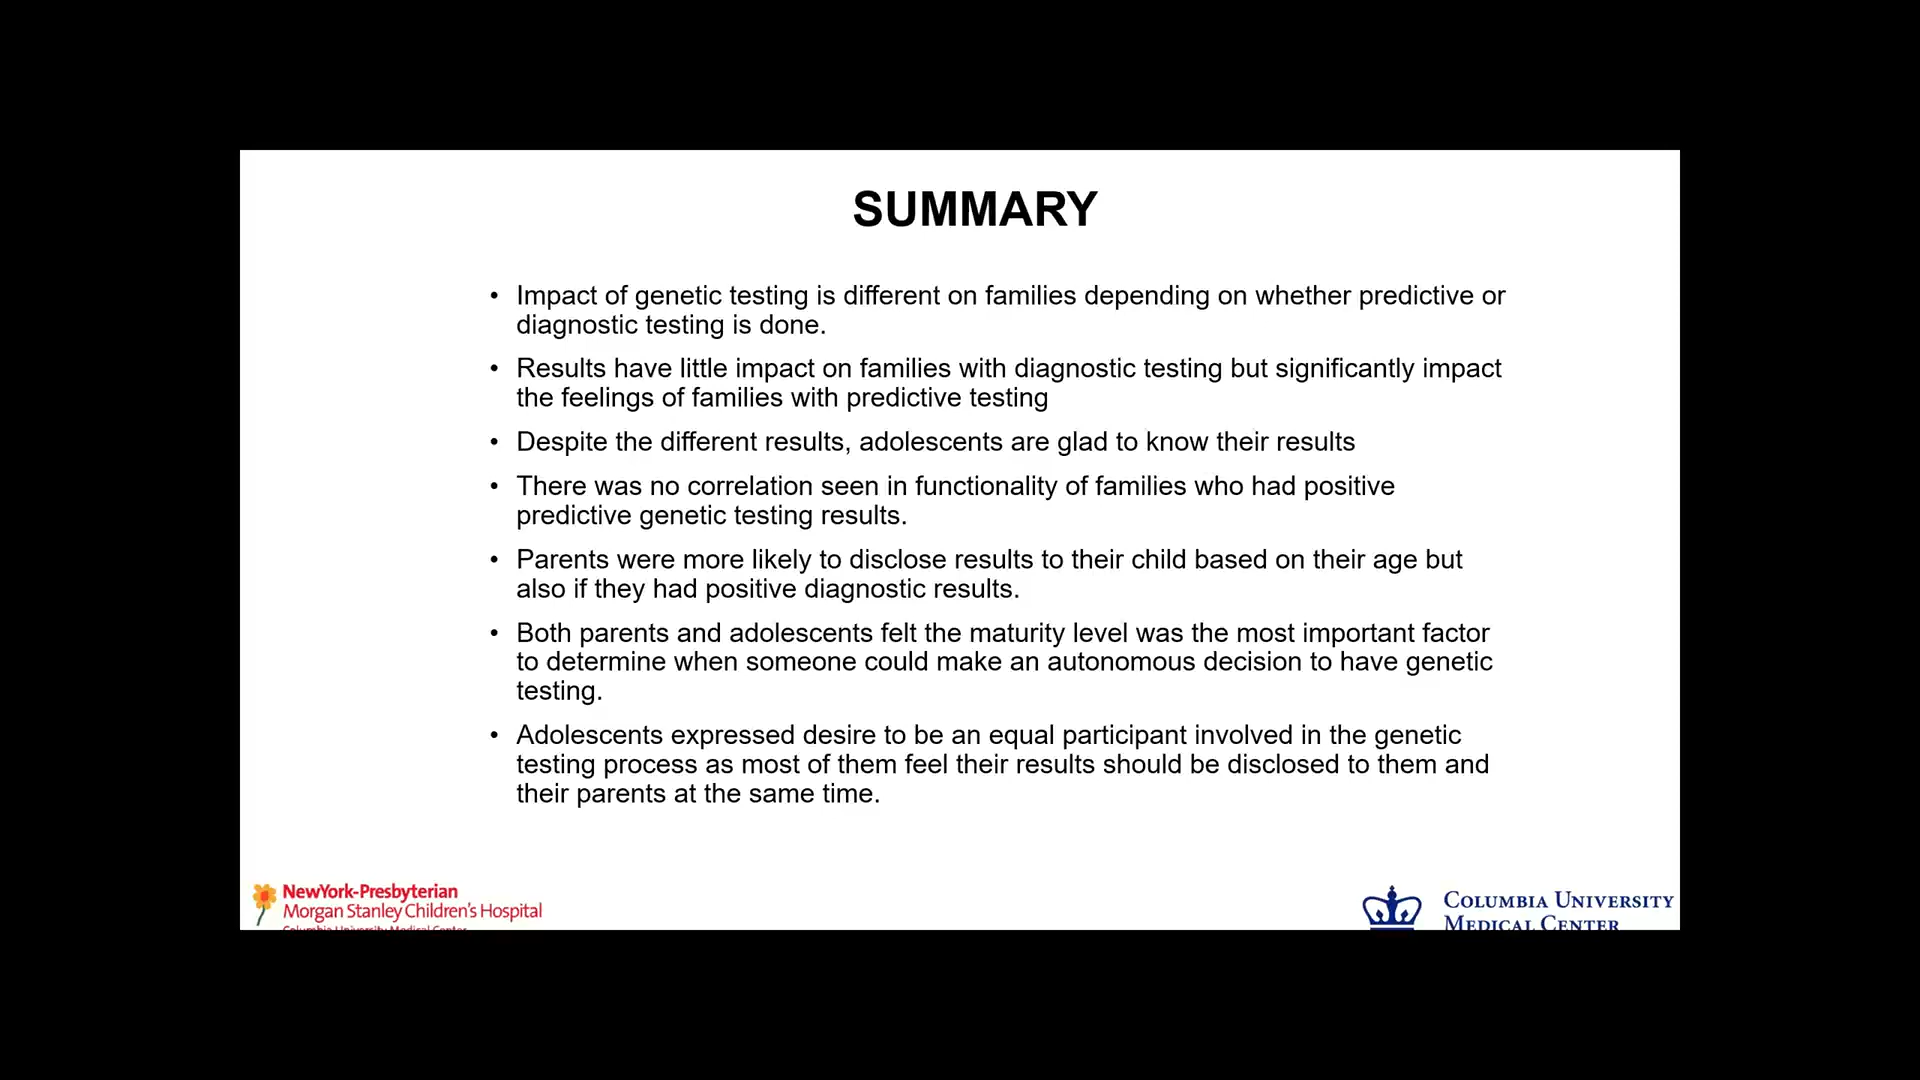 SUMMARY
• Impact of genetic testing is different on families depending on whether predictive or
diagnostic testing is done.
• Results have little impact on families with diagnostic testing but significantly impact
the feelings of families with predictive testing
• Despite the different results, adolescents are glad to know their results
• There was no correlation seen in functionality of families who had positive
predictive genetic testing results.
• Parents were more likely to disclose results to their child based on their age but
also if they had positive diagnostic results.
• Both parents and adolescents felt the maturity level was the most important factor
to determine when someone could make an autonomous decision to have genetic
testing.
• Adolescents expressed desire to be an equal participant involved in the genetic
testing process as most of them feel their results should be disclosed to them and
their parents at the same time.
NewYork-Presbyterian
Morgan Stanley Children's Hospital
Columbia University Medical Center
COLUMBIA UNIVERSITY
MEDICAL CENTER